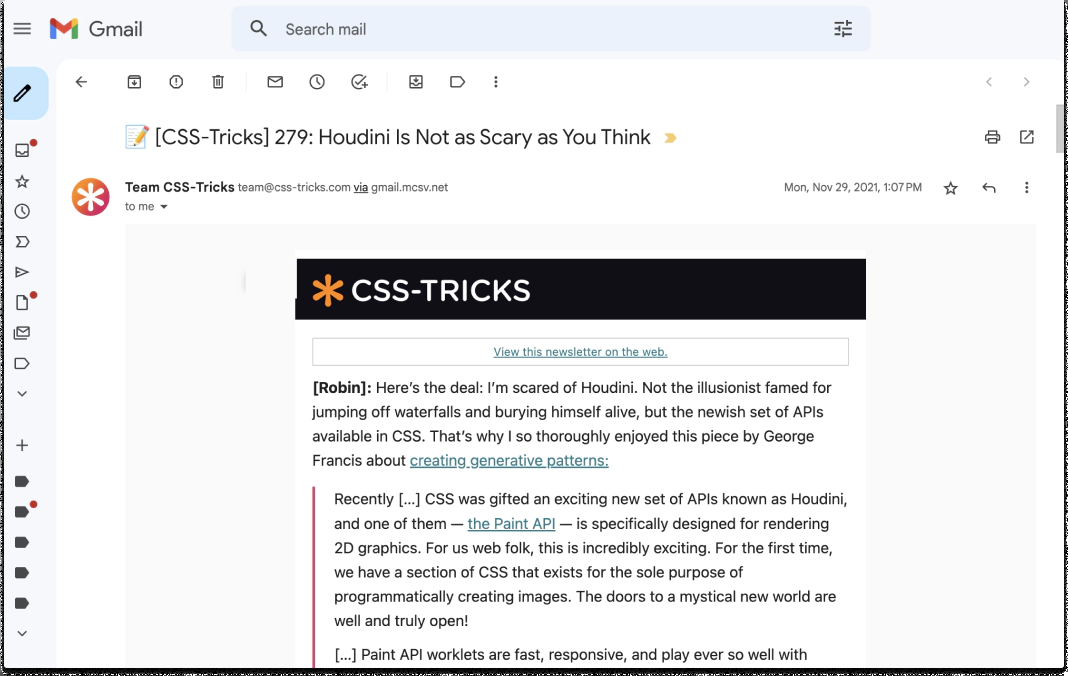 Gmail
Search mail
📝 [CSS-Tricks] 279: Houdini Is Not as Scary as You Think
Team CSS-Tricks team@css-tricks.com via gmail.mcsv.net
Mon, Nov 29, 2021, 1:07 PM
to me
CSS-TRICKS
View this newsletter on the web.
[Robin]: Here’s the deal: I’m scared of Houdini. Not the illusionist famed for
jumping off waterfalls and burying himself alive, but the newish set of APIs
available in CSS. That’s why I so thoroughly enjoyed this piece by George
Francis about creating generative patterns:
Recently [...] CSS was gifted an exciting new set of APIs known as Houdini,
and one of them — the Paint API — is specifically designed for rendering
2D graphics. For us web folk, this is incredibly exciting. For the first time,
we have a section of CSS that exists for the sole purpose of
programmatically creating images. The doors to a mystical new world are
well and truly open!
[...] Paint API worklets are fast, responsive, and play ever so well with